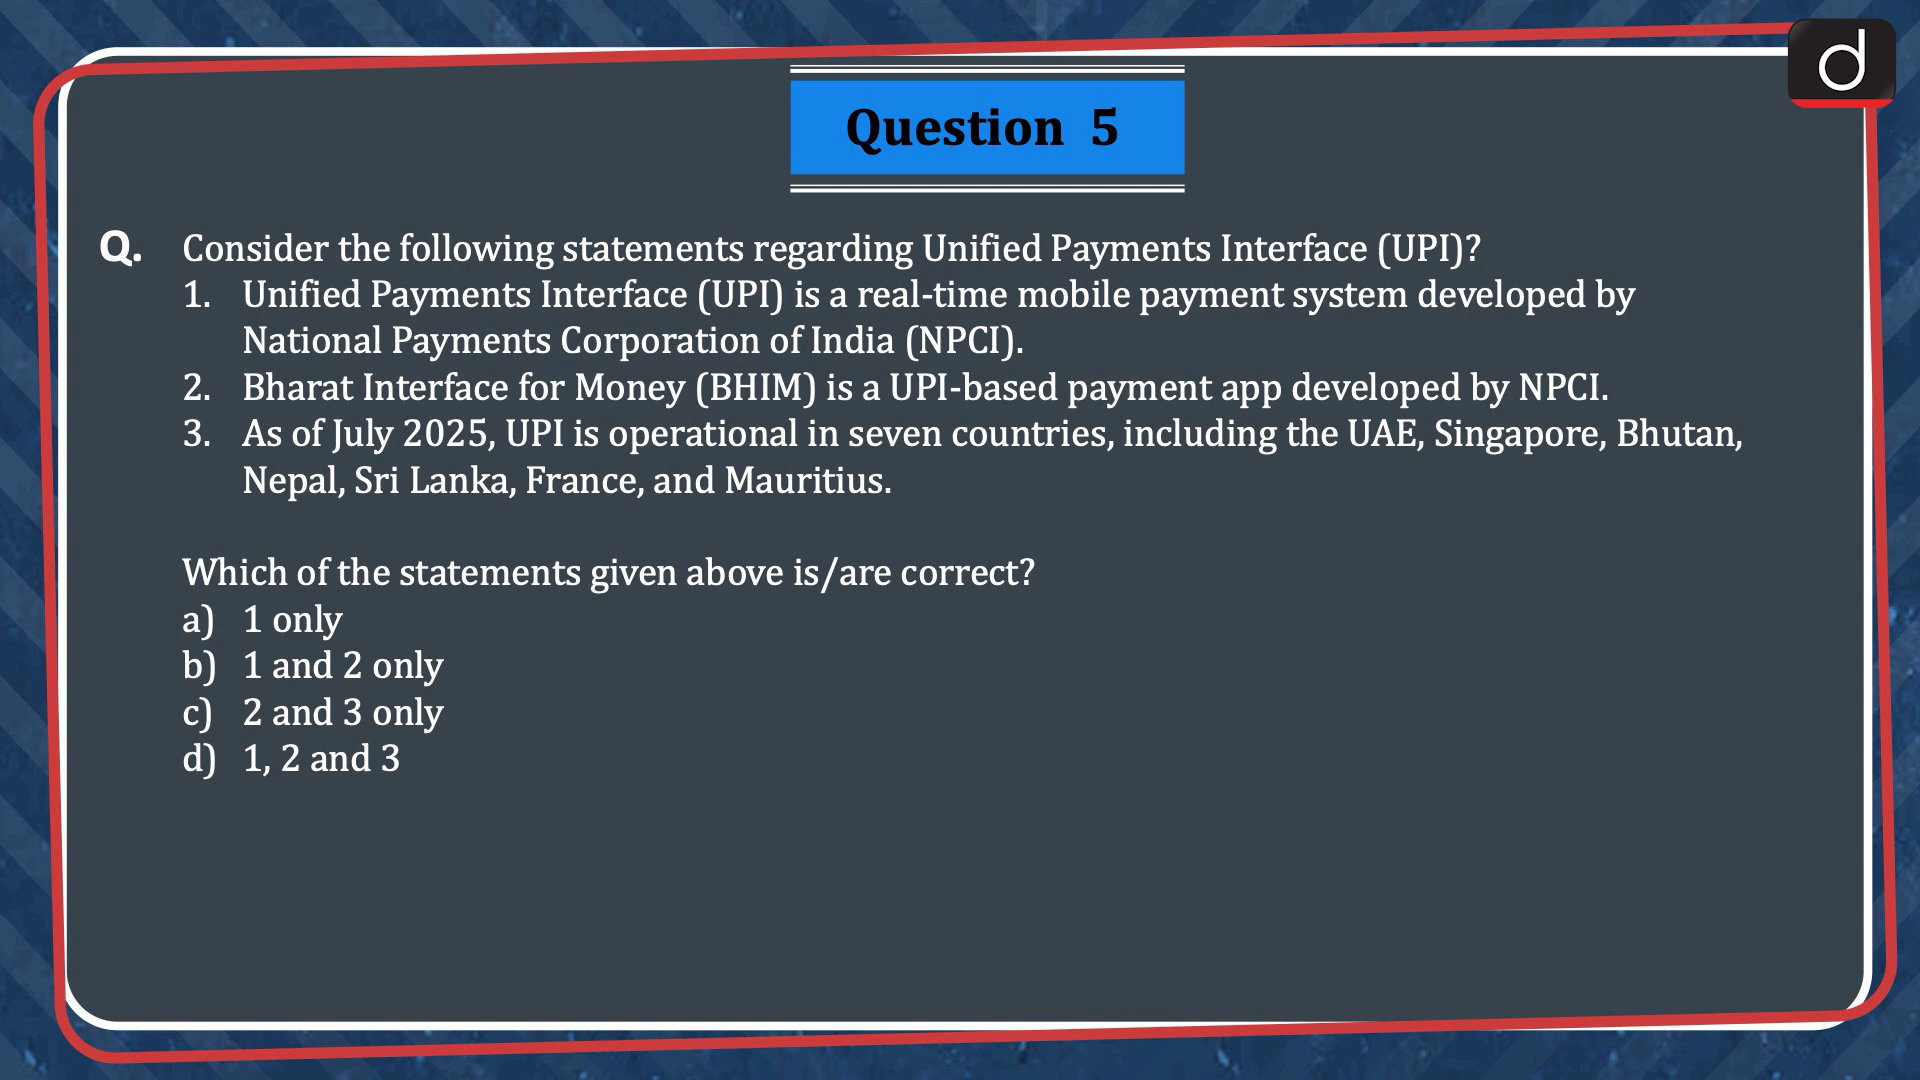 Question 5
Q. Consider the following statements regarding Unified Payments Interface (UPI)?
1. Unified Payments Interface (UPI) is a real-time mobile payment system developed by
National Payments Corporation of India (NPCI).
2. Bharat Interface for Money (BHIM) is a UPI-based payment app developed by NPCI.
3. As of July 2025, UPI is operational in seven countries, including the UAE, Singapore, Bhutan,
Nepal, Sri Lanka, France, and Mauritius.
Which of the statements given above is/are correct?
a) 1 only
b) 1 and 2 only
c) 2 and 3 only
d) 1, 2 and 3
d